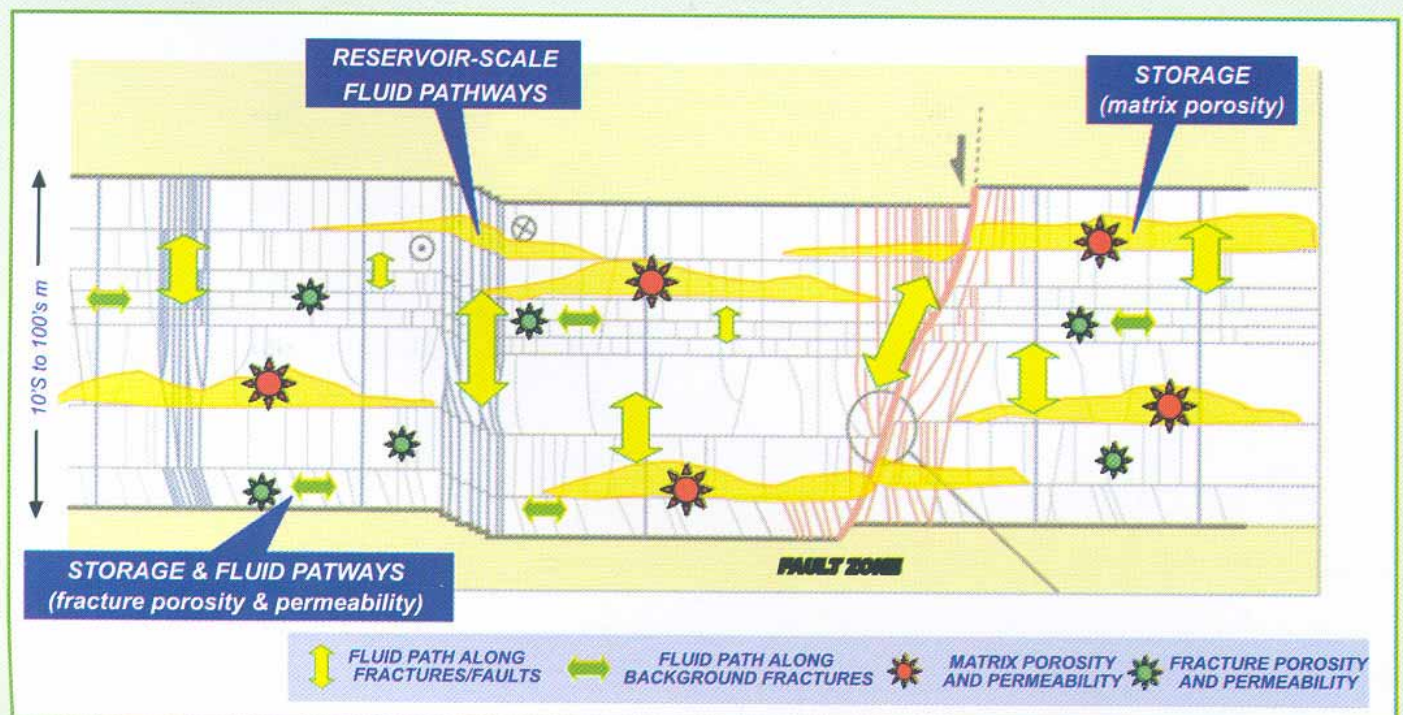 RESERVOIR-SCALE
FLUID PATHWAYS
STORAGE
(matrix porosity)
10'S to 100's m
STORAGE & FLUID PATWAYS
(fracture porosity & permeability)
FAULT ZONE
FLUID PATH ALONG
FRACTURES/FAULTS
FLUID PATH ALONG
BACKGROUND FRACTURES
MATRIX POROSITY
AND PERMEABILITY
FRACTURE POROSITY
AND PERMEABILITY